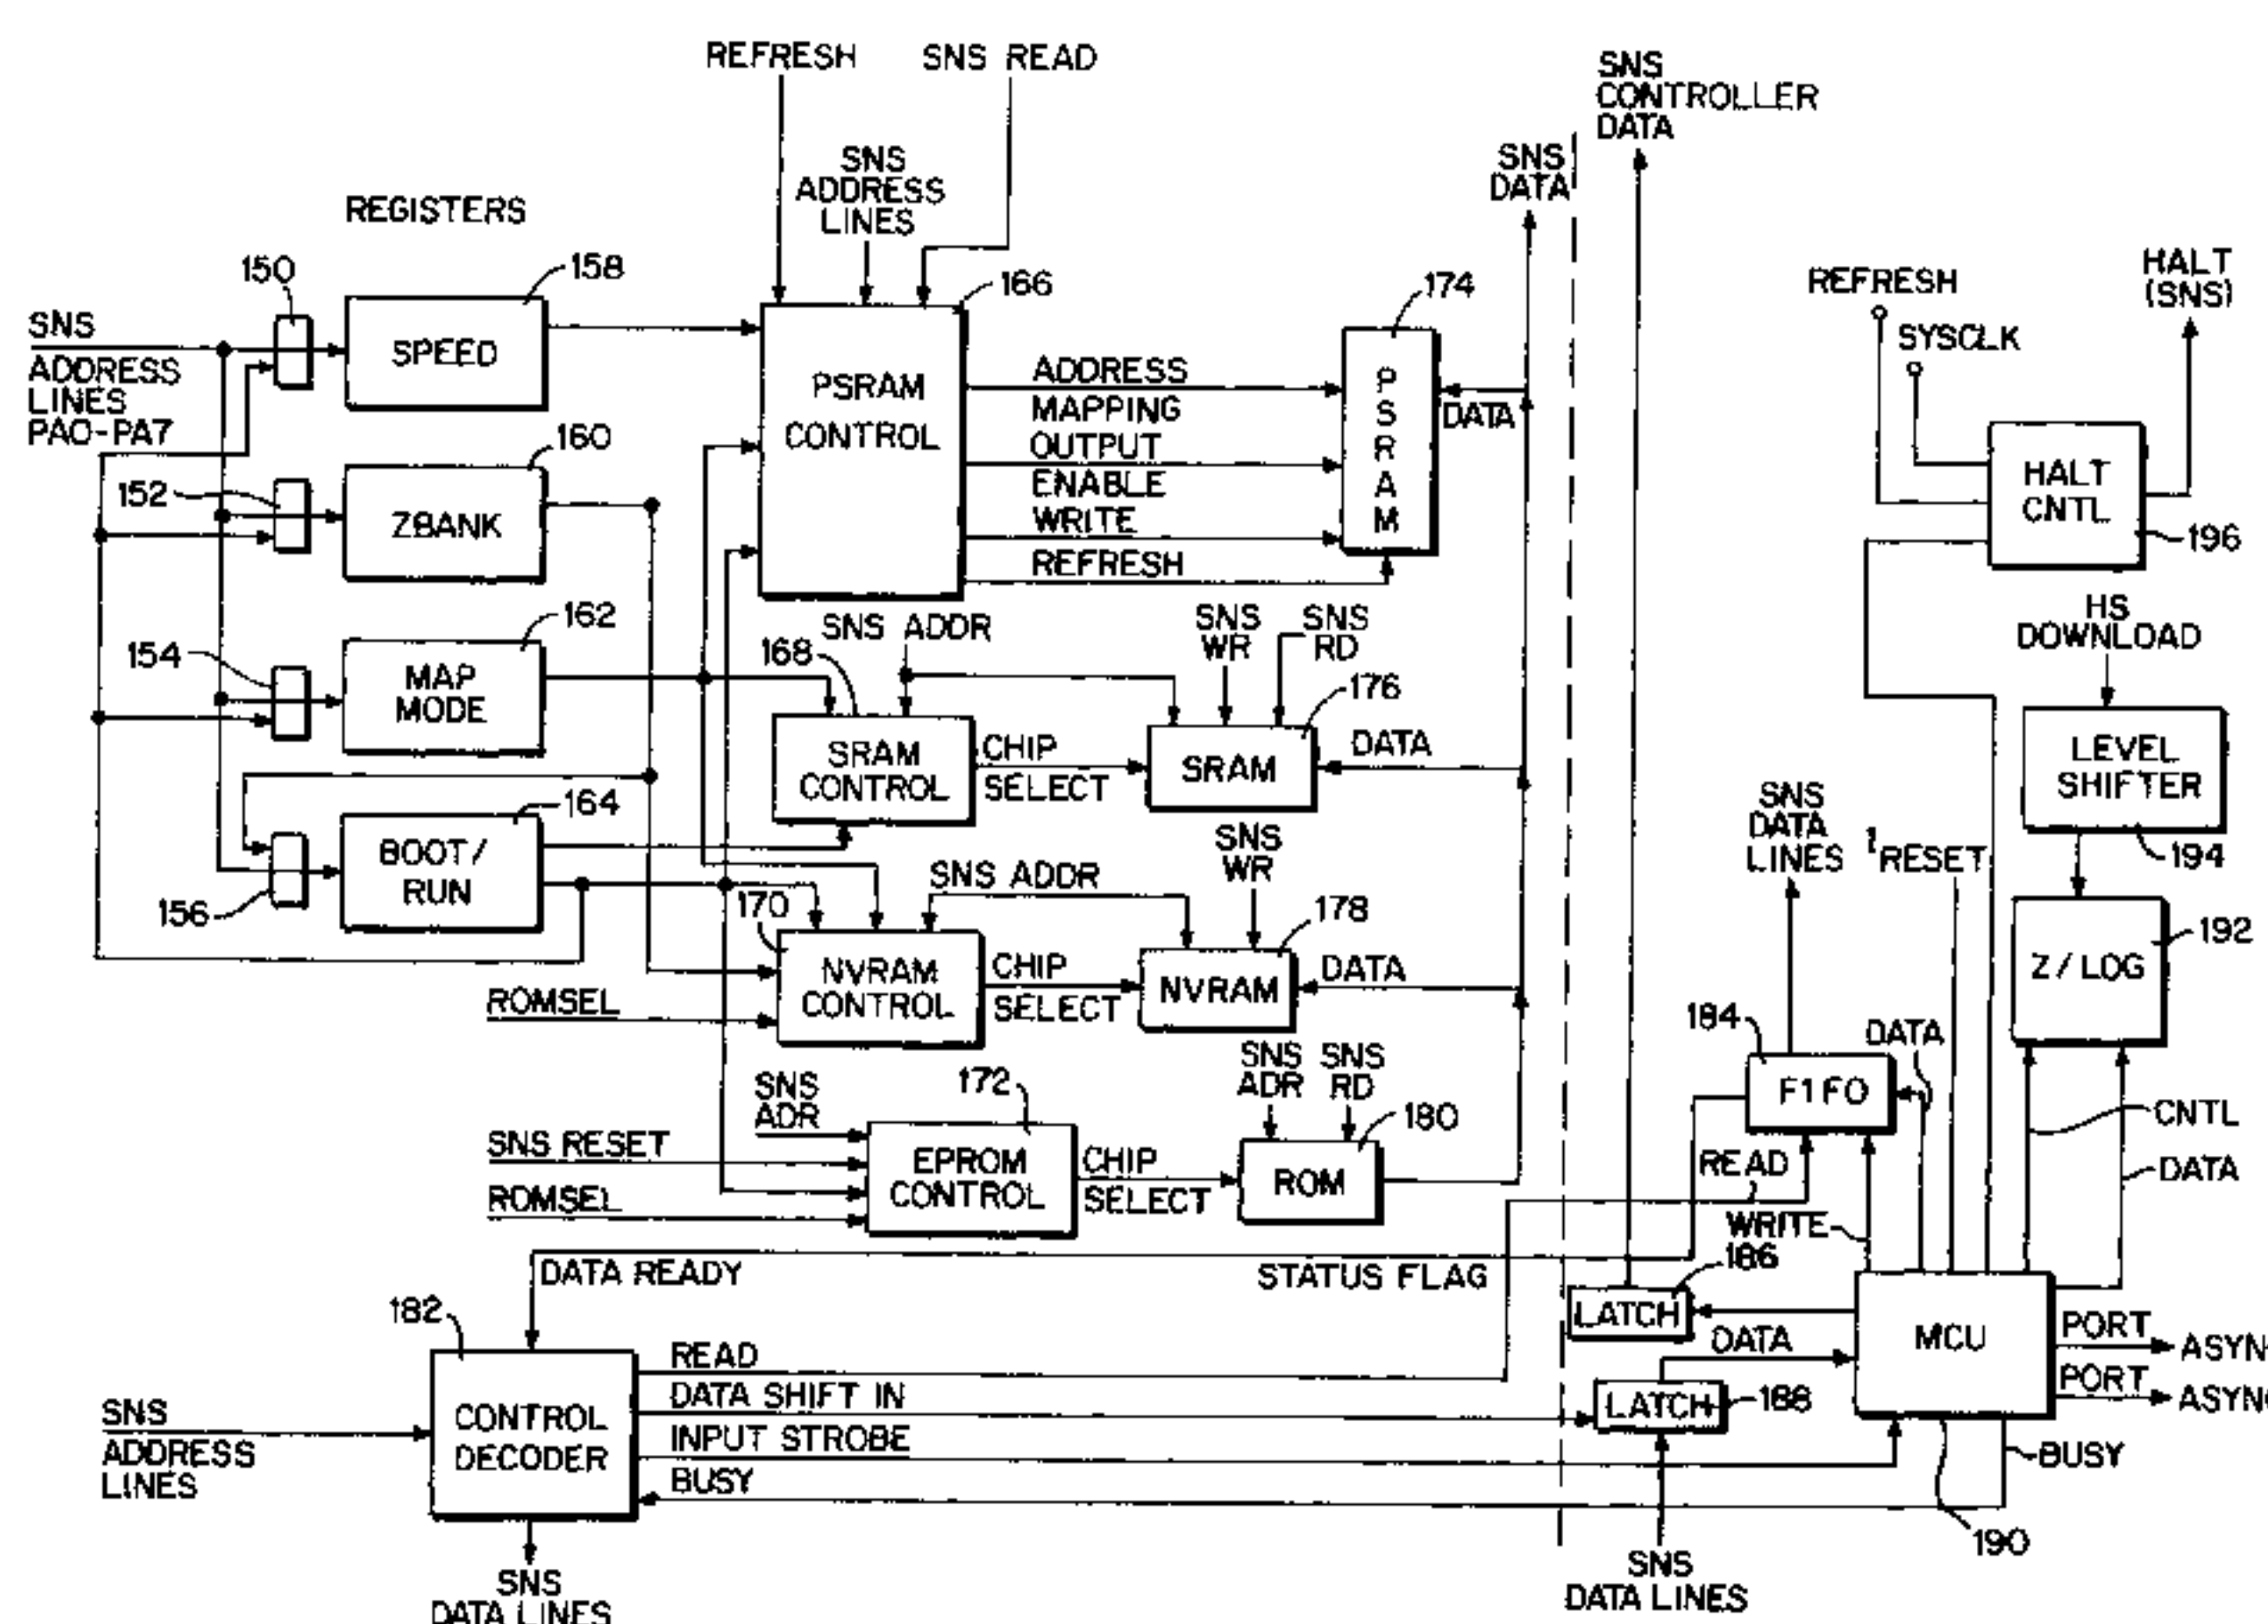 REFRESH
SNS READ
SNS
CONTROLLER
DATA
SNS
ADDRESS
LINES
SNS
DATA
REGISTERS
150
158
166
174
REFRESH
HALT
(SNS)
SYSCLK
SNS
ADDRESS
LINES
PA0-PA7
SPEED
PSRAM
CONTROL
ADDRESS
MAPPING
OUTPUT
ENABLE
WRITE
REFRESH
P
S
R
A
M
DATA
160
152
ZBANK
HALT
CNTL
196
162
154
MAP
MODE
SNS ADDR
168
SNS
WR
SNS
RD
176
HS
DOWNLOAD
SRAM
CONTROL
CHIP
SELECT
SRAM
DATA
LEVEL
SHIFTER
194
164
156
BOOT/
RUN
SNS
DATA
LINES
RESET
SNS ADDR
SNS
WR
170
178
192
NVRAM
CONTROL
CHIP
SELECT
NVRAM
DATA
Z/LOG
ROMSEL
184
DATA
F1FO
SNS
ADR
172
SNS
ADR
SNS
RD
180
CNTL
SNS RESET
ROMSEL
EPROM
CONTROL
CHIP
SELECT
ROM
READ
DATA
WRITE
186
DATA READY
STATUS FLAG
182
LATCH
MCU
PORT
ASYN
PORT
ASYN
DATA
LATCH
188
READ
DATA SHIFT IN
INPUT STROBE
BUSY
SNS
ADDRESS
LINES
CONTROL
DECODER
BUSY
190
SNS
DATA LINES
SNS
DATA LINES